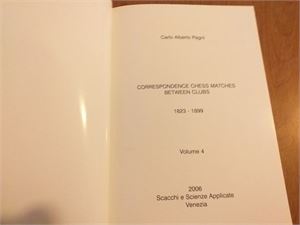 Carlo Alberto Pagni
CORRESPONDENCE CHESS MATCHES
BETWEEN CLUBS
1823 - 1899
Volume 4
2006
Scacchi e Scienze Applicate
Venezia